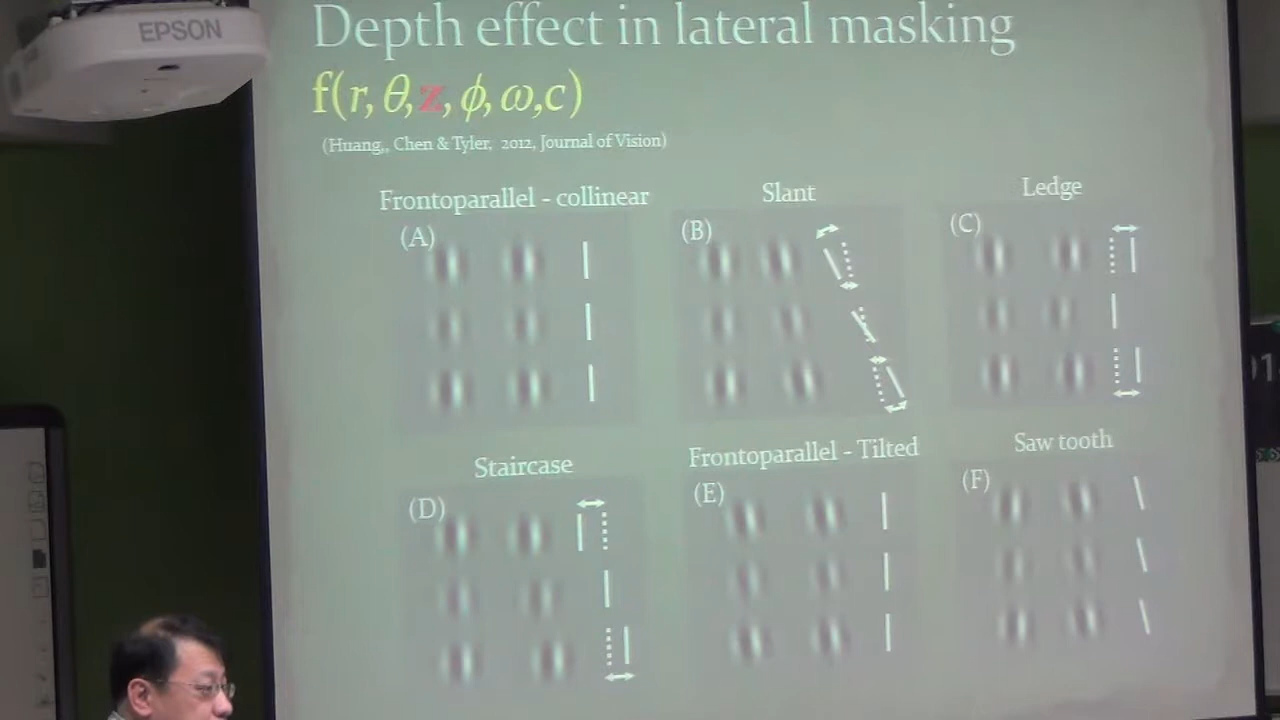 EPSON
Depth effect in lateral masking
f(r, θ, z, ϕ, ω,c)
(Huang,, Chen & Tyler, 2012, Journal of Vision)
Frontoparallel - collinear
Slant
Ledge
(A)
(B)
(C)
Staircase
Frontoparallel - Tilted
Saw tooth
(D)
(E)
(F)